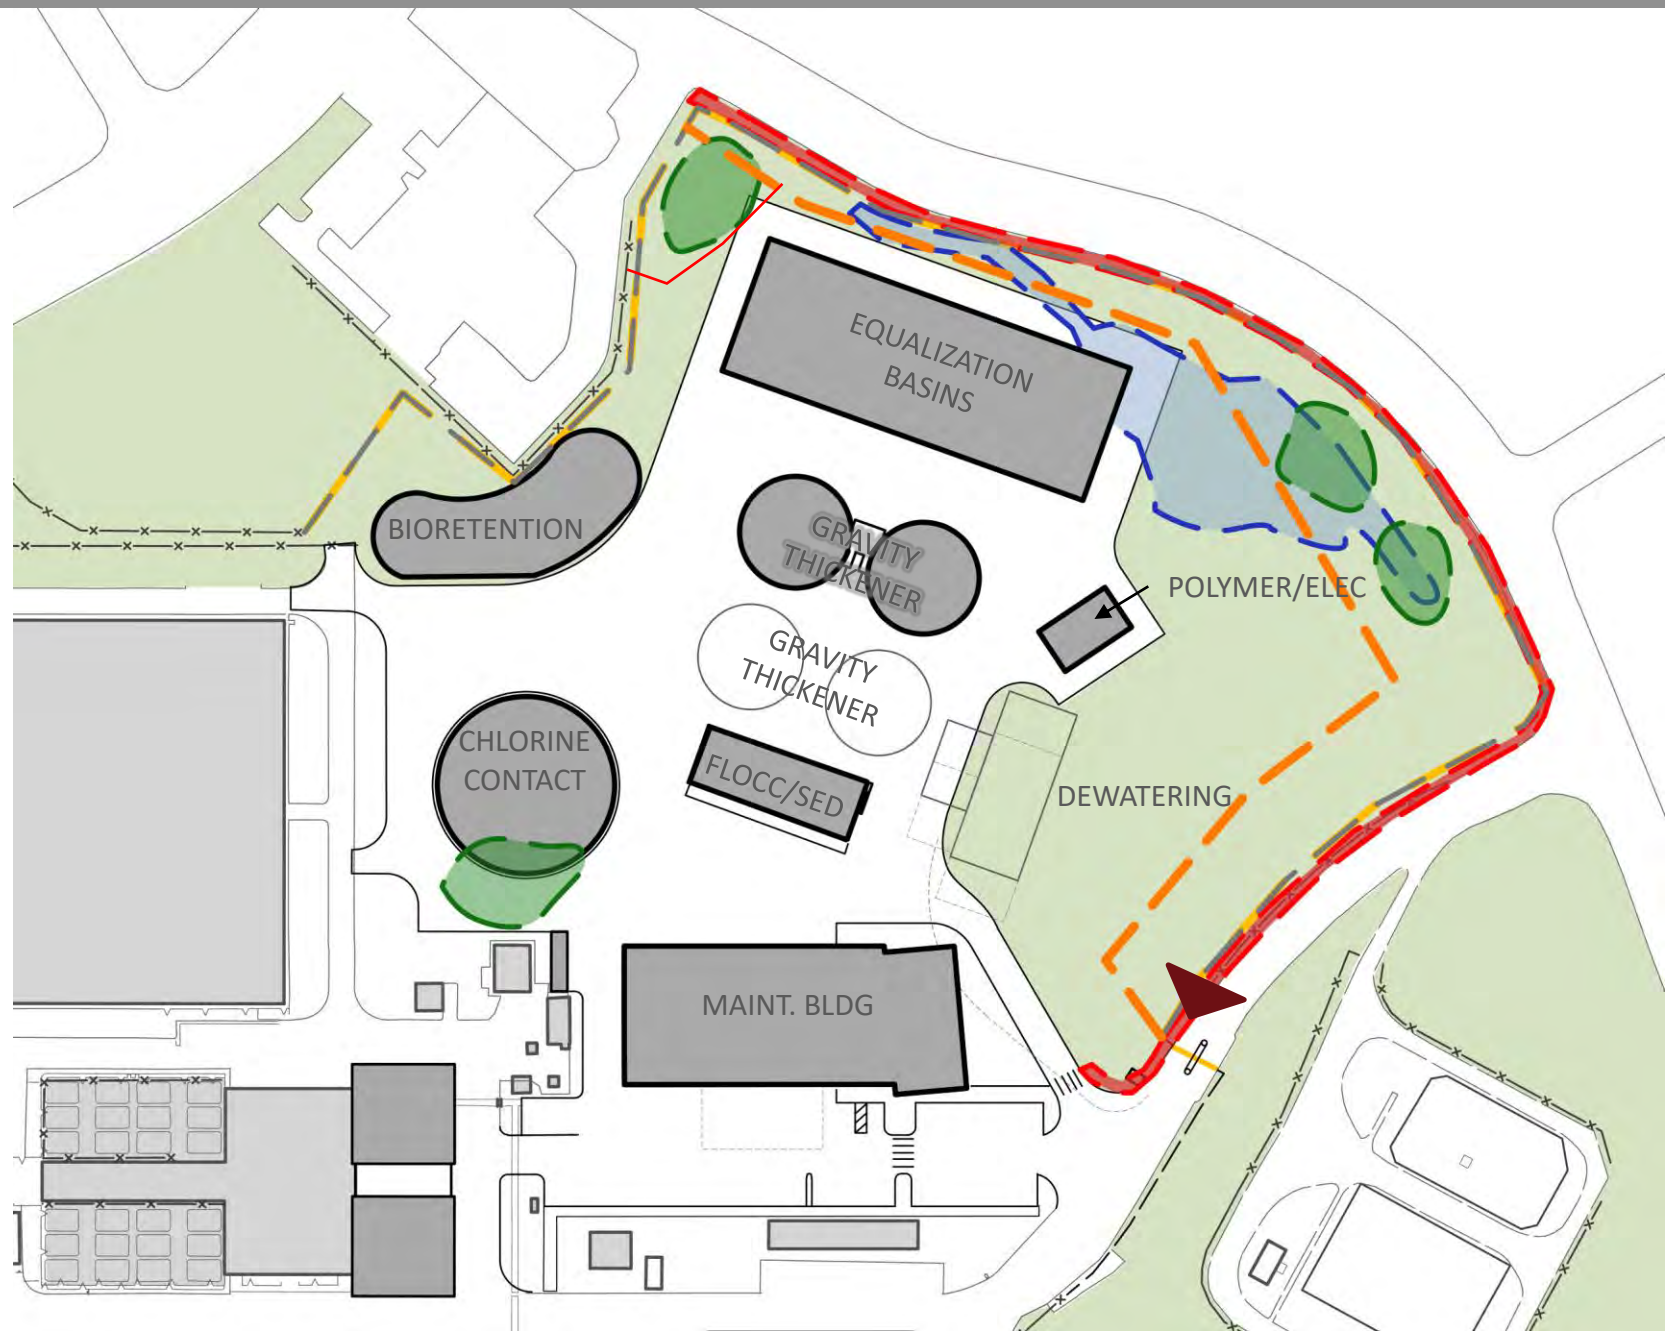 EQUALIZATION
BASINS
BIORETENTION
GRAVITY
THICKENER
POLYMER/ELEC
GRAVITY
THICKENER
CHLORINE
CONTACT
FLOCC/SED
DEWATERING
MAINT. BLDG